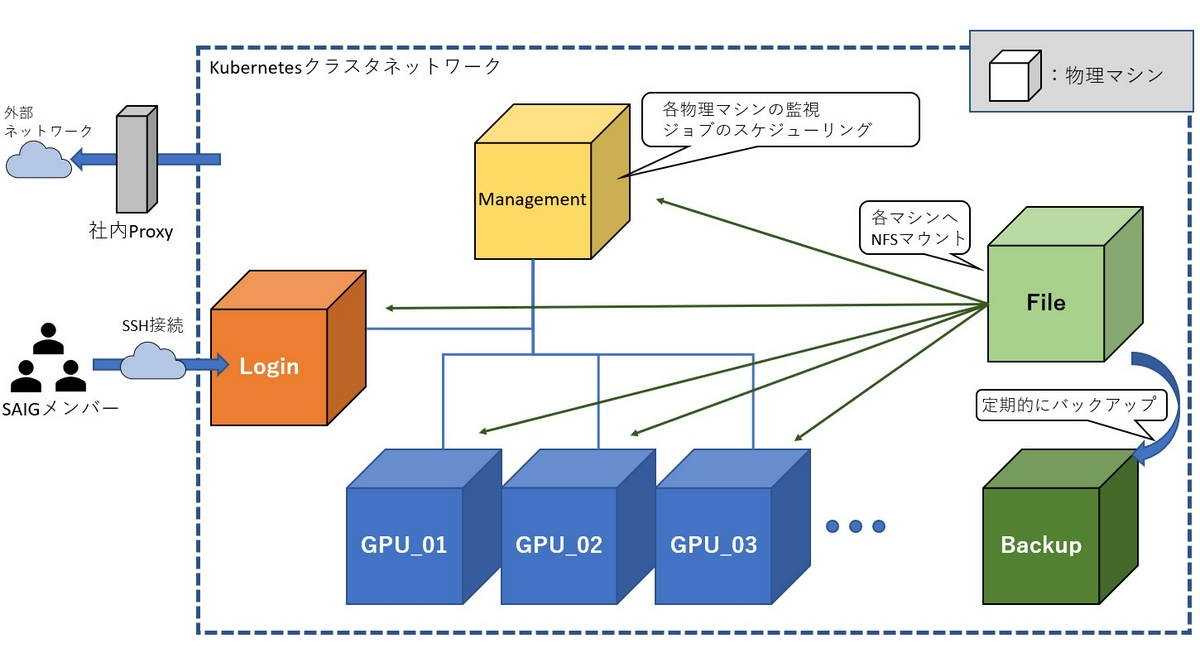 Kubernetesクラスタネットワーク
:物理マシン
外部
ネットワーク
社内Proxy
各物理マシンの監視
ジョブのスケジューリング
Management
各マシンへ
NFSマウント
File
SSH接続
Login
SAIGメンバー
定期的にバックアップ
GPU_01
GPU_02
GPU_03
Backup